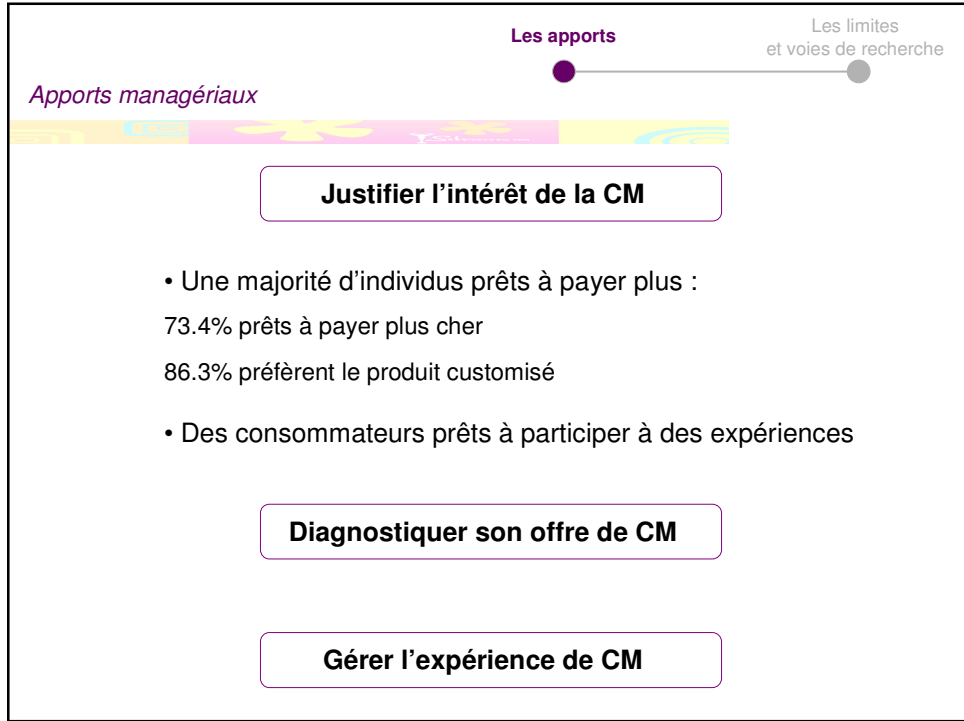 Les apports
Les limites
et voies de recherche
Apports managériaux
Justifier l’intérêt de la CM
• Une majorité d’individus prêts à payer plus :
73.4% prêts à payer plus cher
86.3% préfèrent le produit customisé
• Des consommateurs prêts à participer à des expériences
Diagnostiquer son offre de CM
Gérer l’expérience de CM